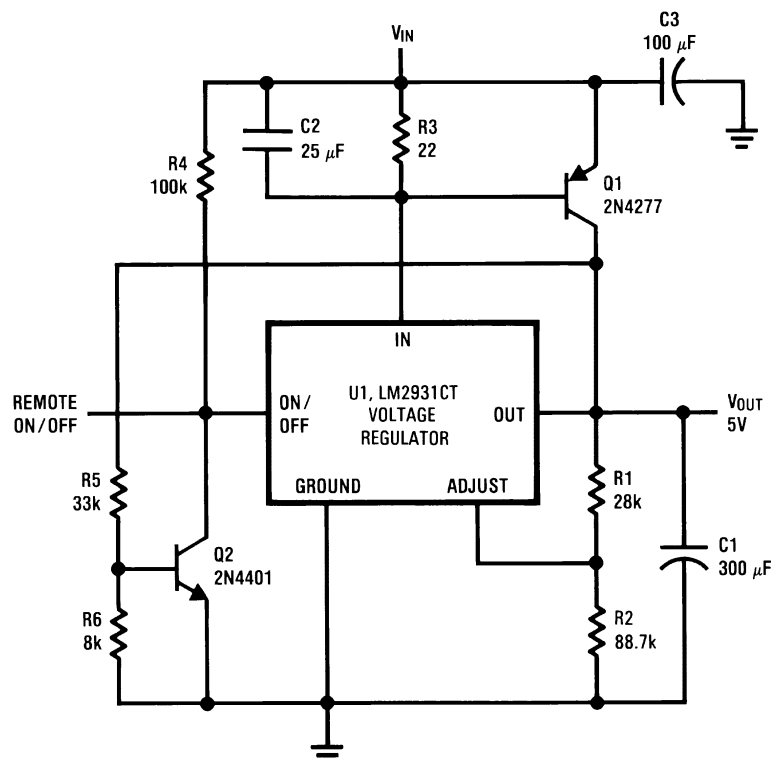 C3
100 μF
VIN
C2
25 μF
R3
22
R4
100k
Q1
2N4277
IN
REMOTE
ON/OFF
ON/
OFF
U1, LM2931CT
VOLTAGE
REGULATOR
OUT
VOUT
5V
GROUND
ADJUST
R5
33k
R1
28k
Q2
2N4401
C1
300 μF
R6
8k
R2
88.7k